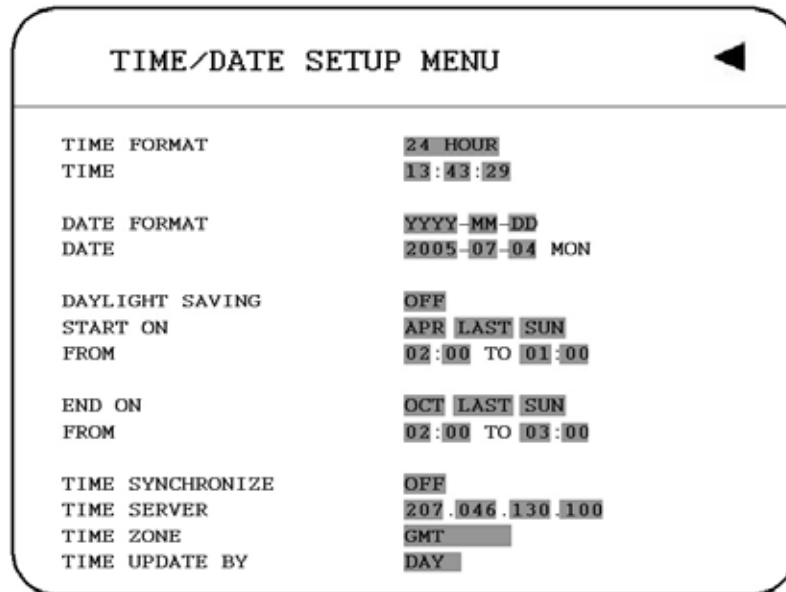 TIME/DATE SETUP MENU
TIME FORMAT 24 HOUR
TIME 13:43:29
DATE FORMAT YYYY-MM-DD
DATE 2005-07-04 MON
DAYLIGHT SAVING OFF
START ON APR LAST SUN
FROM 02:00 TO 01:00
END ON OCT LAST SUN
FROM 02:00 TO 03:00
TIME SYNCHRONIZE OFF
TIME SERVER 207.046.130.100
TIME ZONE GMT
TIME UPDATE BY DAY